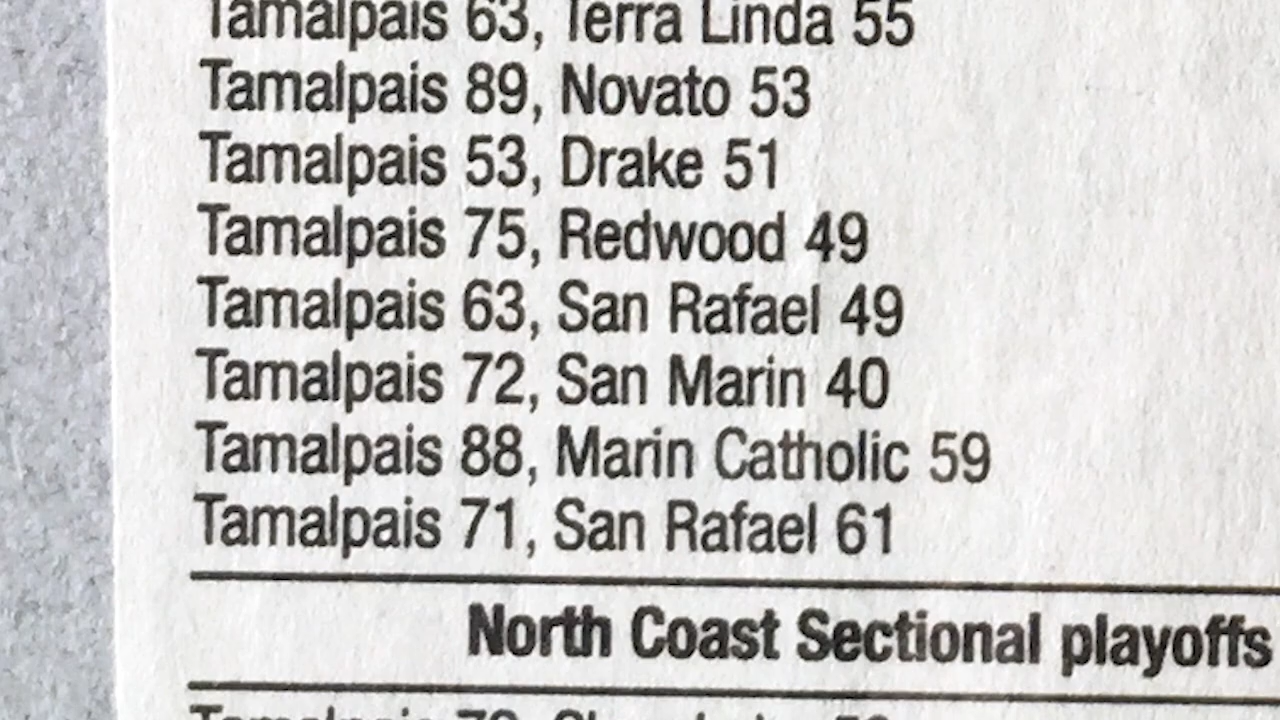 Tamalpais 63, Terra Linda 55
Tamalpais 89, Novato 53
Tamalpais 53, Drake 51
Tamalpais 75, Redwood 49
Tamalpais 63, San Rafael 49
Tamalpais 72, San Marin 40
Tamalpais 88, Marin Catholic 59
Tamalpais 71, San Rafael 61
North Coast Sectional playoffs
Tamalpais